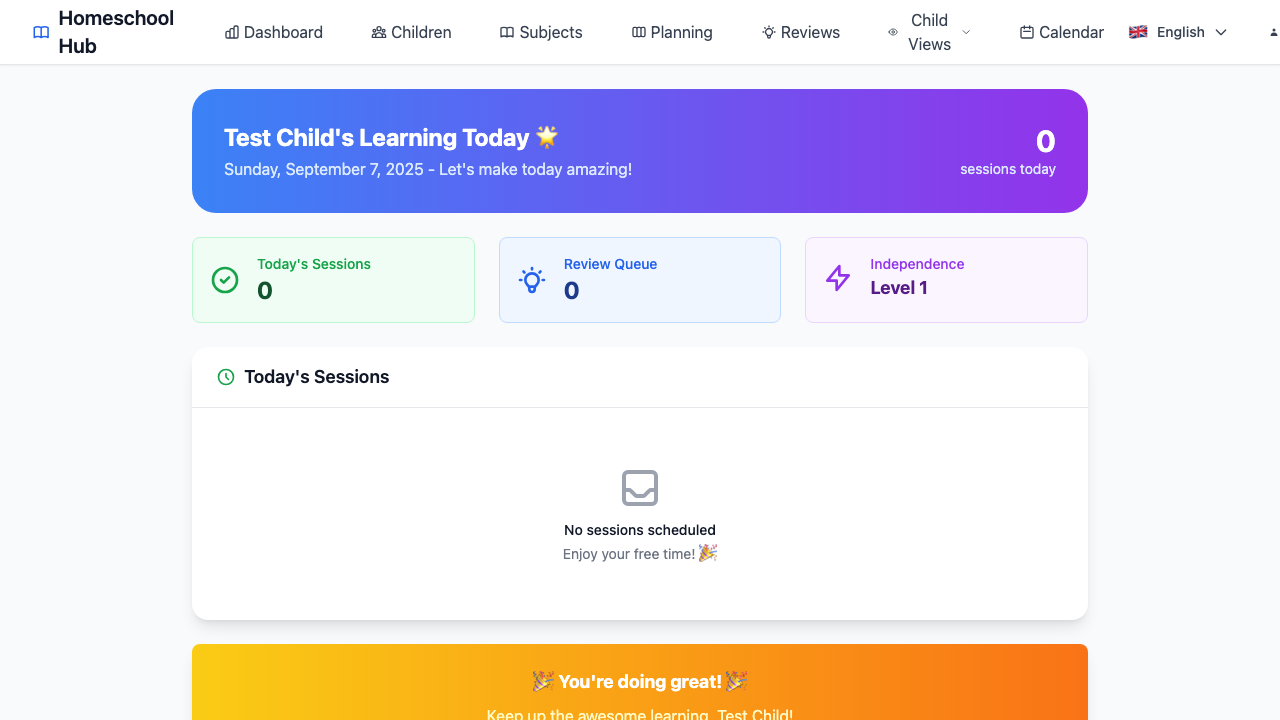 Homeschool
Hub
Dashboard
Children
Subjects
Planning
Reviews
Child
Views
Calendar
🇬🇧 English
Test Child's Learning Today 🌟
Sunday, September 7, 2025 - Let's make today amazing!
0
sessions today
Today's Sessions
0
Review Queue
0
Independence
Level 1
Today's Sessions
No sessions scheduled
Enjoy your free time! 🎉
🎉 You're doing great! 🎉
Keep up the awesome learning, Test Child!